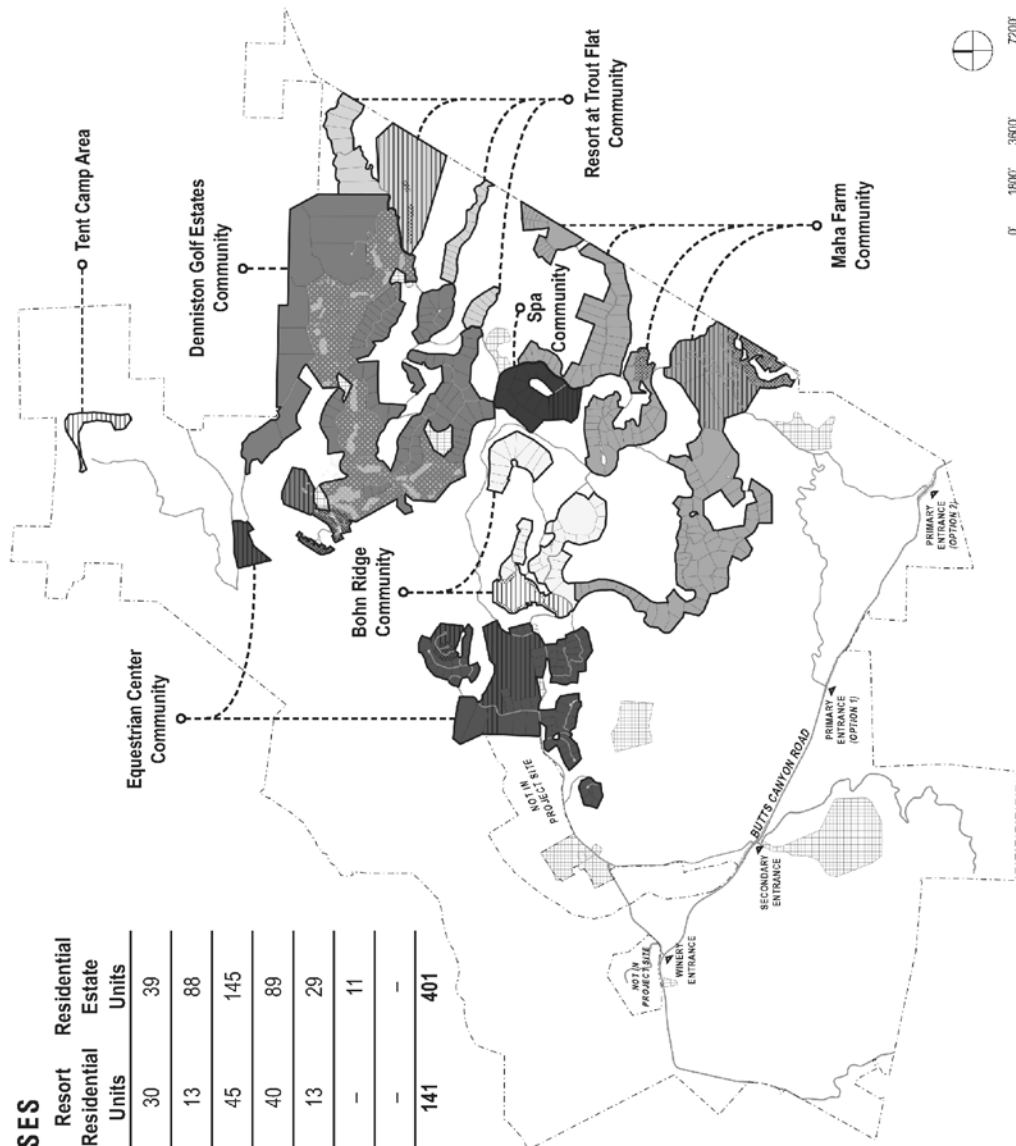 SES
Resort Residential
Residential Estate
Units Units
30 39
13 88
45 145
40 89
13 29
– 11
– –
141 401
Tent Camp Area
Denniston Golf Estates
Community
Resort at Trout Flat
Community
Equestrian Center
Community
Bohn Ridge
Community
Spa
Community
Maha Farm
Community
NOT IN
PROJECT SITE
NOT IN
PROJECT SITE
WINERY
ENTRANCE
BUTTS CANYON ROAD
SECONDARY
ENTRANCE
PRIMARY
ENTRANCE
(OPTION 1)
PRIMARY
ENTRANCE
(OPTION 2)
0' 1800' 3600' 7200'